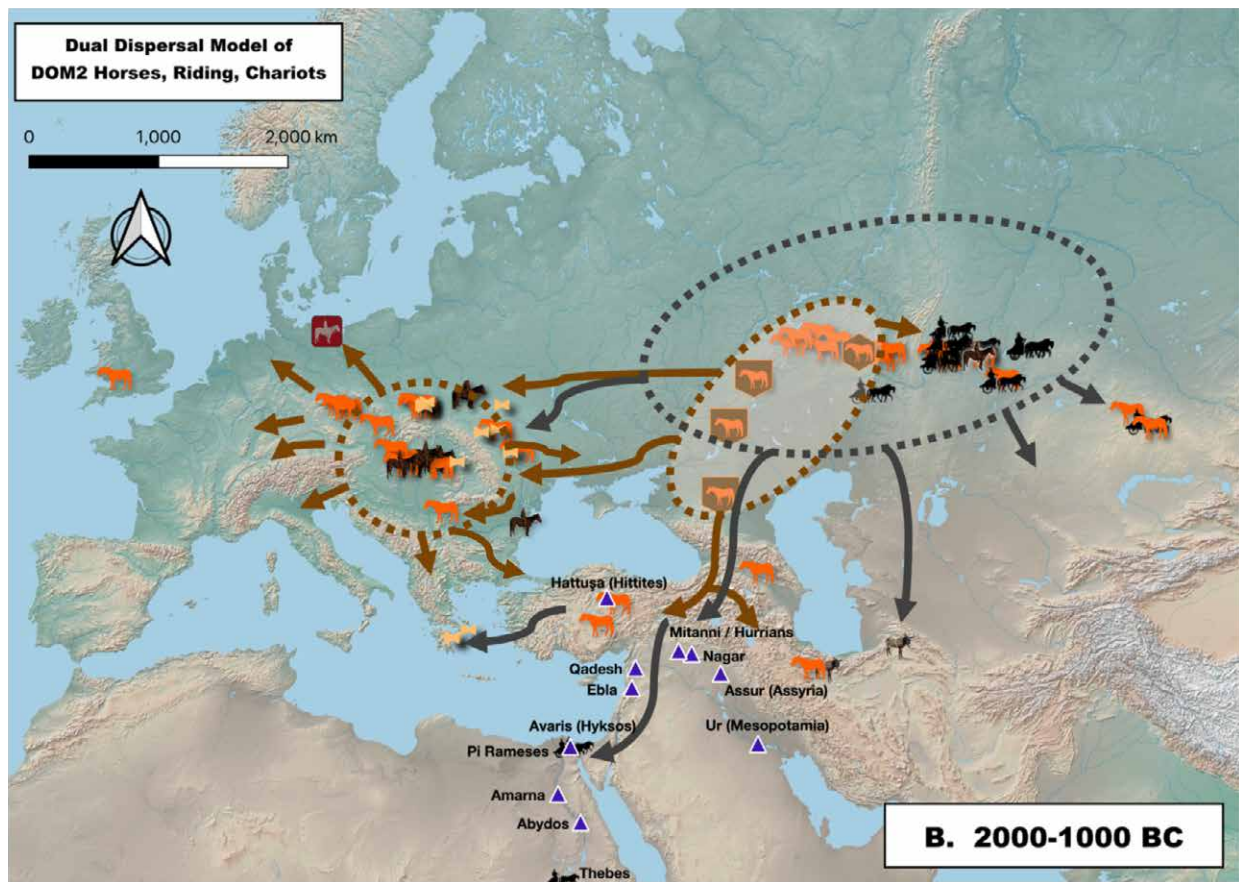 Dual Dispersal Model of
DOM2 Horses, Riding, Chariots
0 1,000 2,000 km
Hattuşa (Hittites)
Mitanni / Hurrians
Qadesh
Nagar
Ebla
Assur (Assyria)
Avaris (Hyksos)
Ur (Mesopotamia)
Pi Rameses
Amarna
Abydos
B. 2000-1000 BC
Thebes